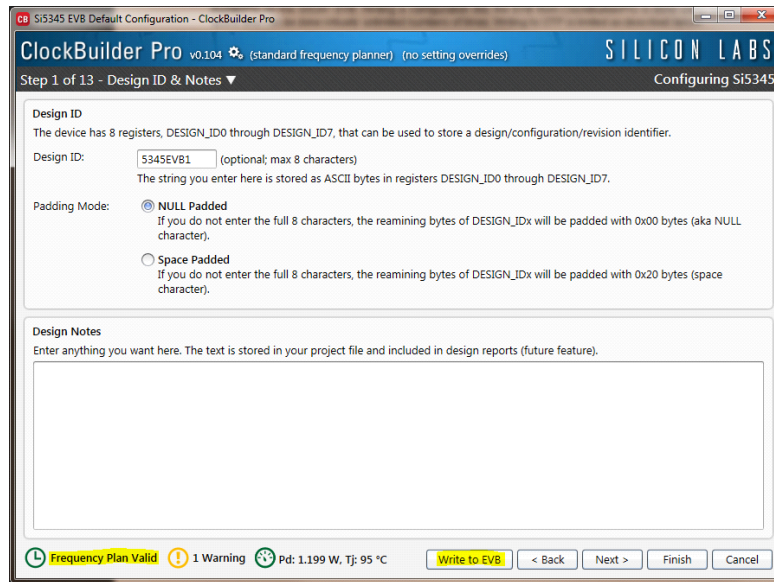 CB Si5345 EVB Default Configuration - ClockBuilder Pro
ClockBuilder Pro v0.104 (standard frequency planner) (no setting overrides) SILICON LABS
Step 1 of 13 - Design ID & Notes ▼ Configuring Si5345
Design ID
The device has 8 registers, DESIGN_ID0 through DESIGN_ID7, that can be used to store a design/configuration/revision identifier.
Design ID: 5345EVB1 (optional; max 8 characters)
The string you enter here is stored as ASCII bytes in registers DESIGN_ID0 through DESIGN_ID7.
Padding Mode: NULL Padded
If you do not enter the full 8 characters, the reamining bytes of DESIGN_IDx will be padded with 0x00 bytes (aka NULL
character).
Space Padded
If you do not enter the full 8 characters, the reamining bytes of DESIGN_IDx will be padded with 0x20 bytes (space
character).
Design Notes
Enter anything you want here. The text is stored in your project file and included in design reports (future feature).
Frequency Plan Valid 1 Warning Pd: 1.199 W, Tj: 95 °C Write to EVB < Back Next > Finish Cancel